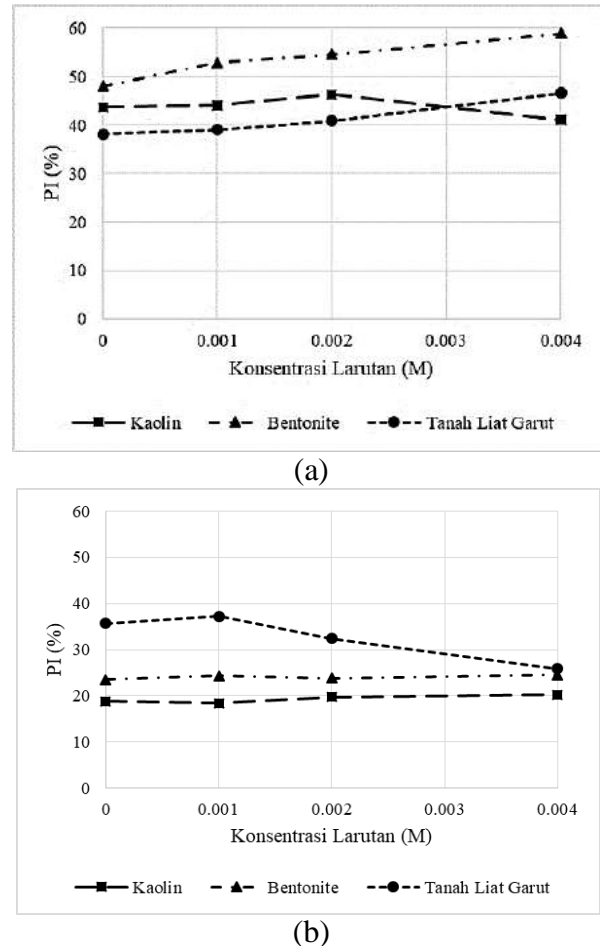 60
50
40
30
20
10
0
PI (%)
0 0.001 0.002 0.003 0.004
Konsentrasi Larutan (M)
Kaolin Bentonite Tanah Liat Garut
(a)
60
50
40
30
20
10
0
PI (%)
0 0.001 0.002 0.003 0.004
Konsentrasi Larutan (M)
Kaolin Bentonite Tanah Liat Garut
(b)